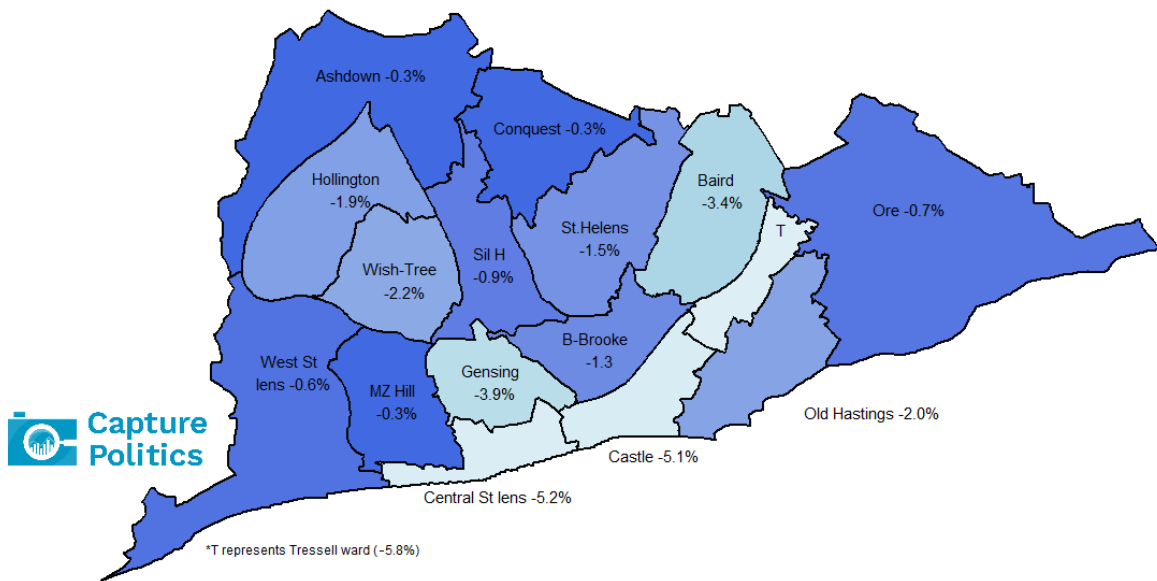 Ashdown -0.3%
Conquest -0.3%
Hollington
-1.9%
Baird
-3.4%
Ore -0.7%
St.Helens
-1.5%
T
Sil H
-0.9%
Wish-Tree
-2.2%
B-Brooke
-1.3
West St
lens -0.6%
Gensing
-3.9%
MZ Hill
-0.3%
Old Hastings -2.0%
Capture
Politics
Castle -5.1%
Central St lens -5.2%
*T represents Tressell ward (-5.8%)